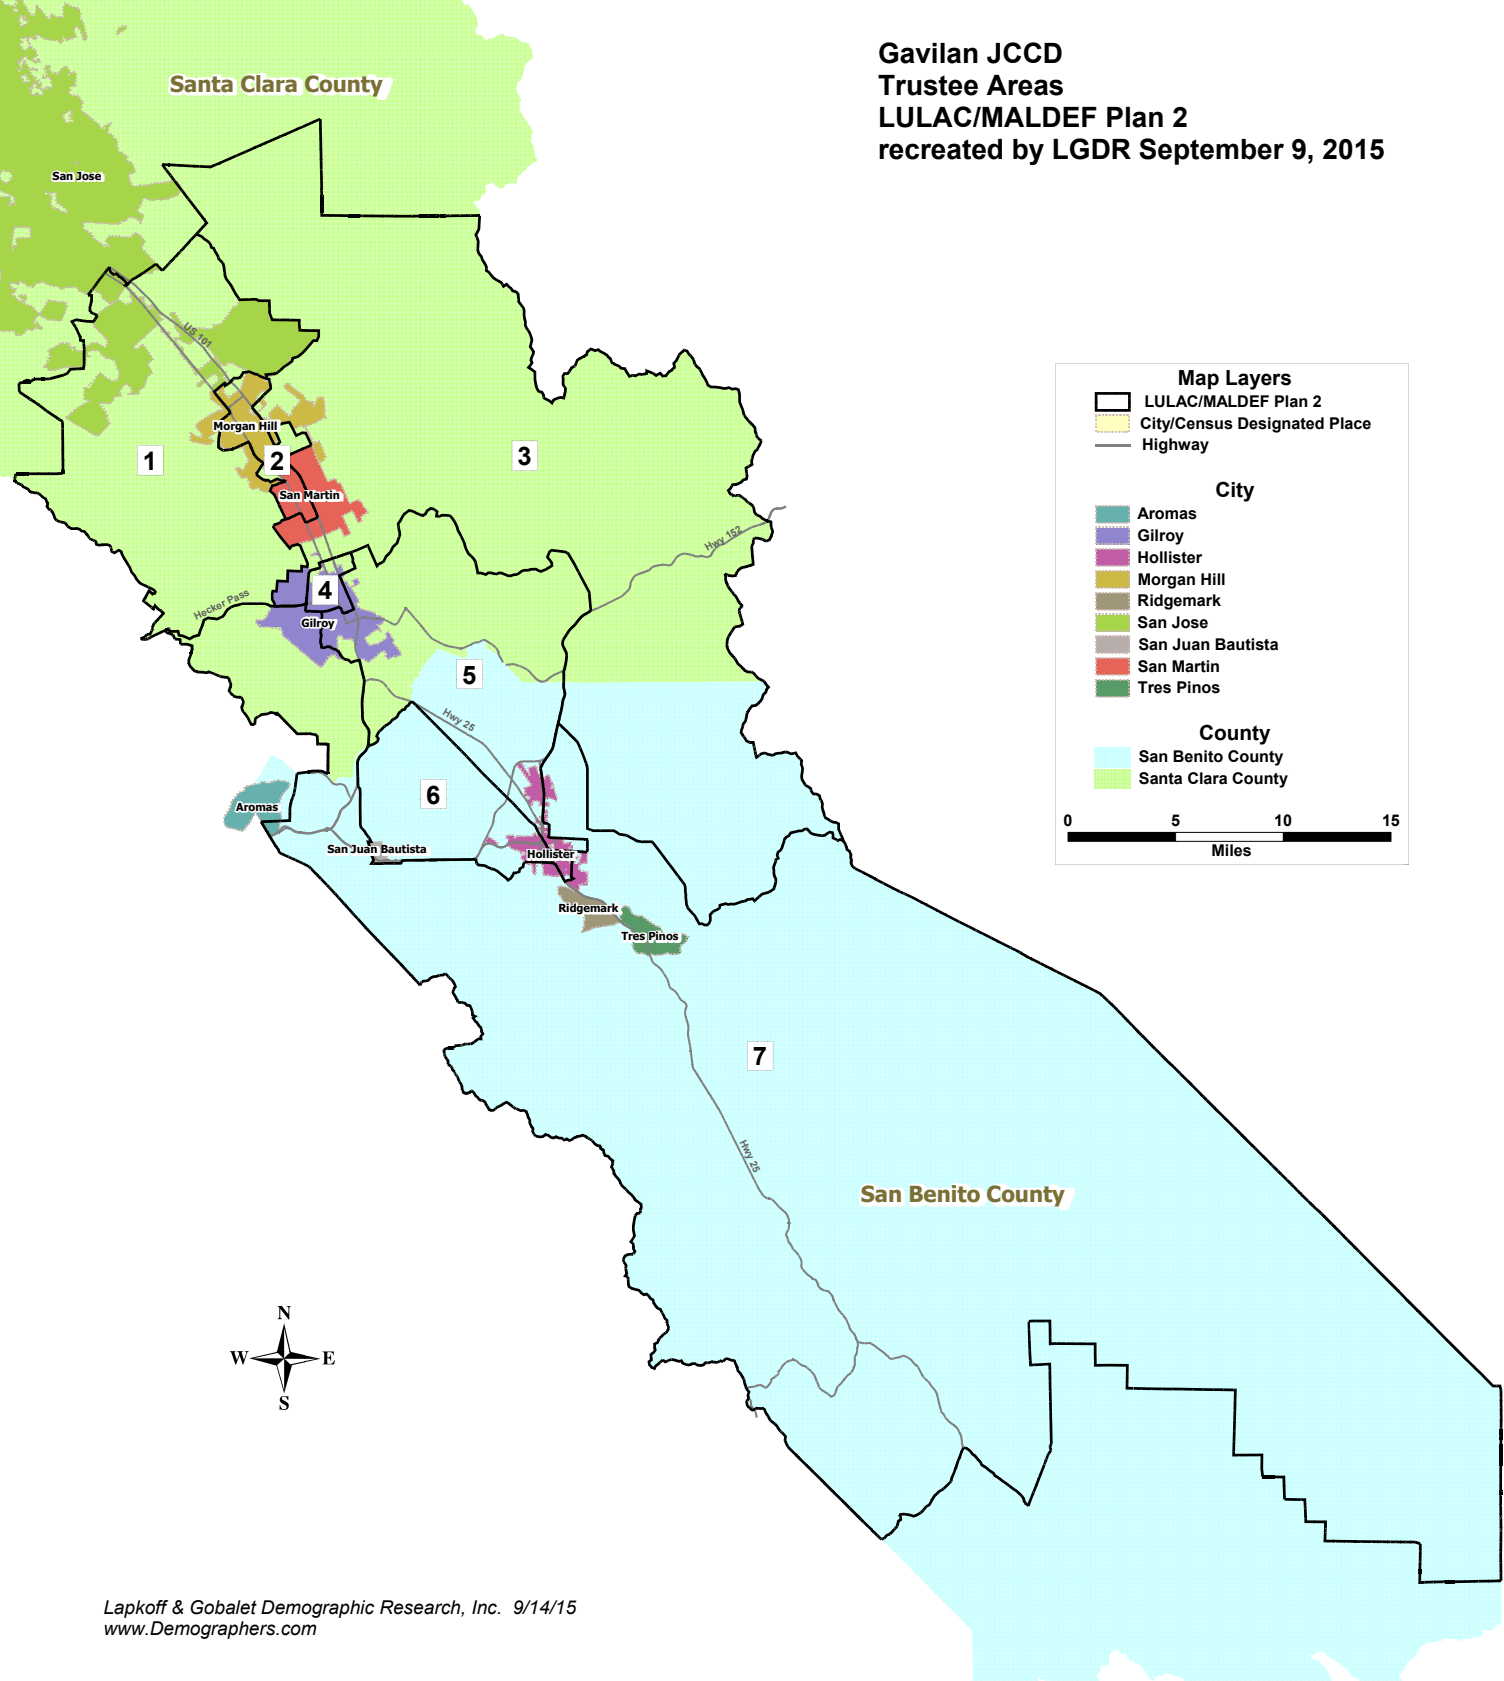 Gavilan JCCD
Trustee Areas
LULAC/MALDEF Plan 2
recreated by LGDR September 9, 2015
Santa Clara County
San Jose
US 101
Morgan Hill
1
2
3
San Martin
Hwy 152
Hecker Pass
4
Gilroy
5
Hwy 25
6
Aromas
San Juan Bautista
Hollister
Ridgemark
Tres Pinos
7
Hwy 25
San Benito County
Map Layers
LULAC/MALDEF Plan 2
City/Census Designated Place
Highway
City
Aromas
Gilroy
Hollister
Morgan Hill
Ridgemark
San Jose
San Juan Bautista
San Martin
Tres Pinos
County
San Benito County
Santa Clara County
0 5 10 15
Miles
N
W E
S
Lapkoff & Gobalet Demographic Research, Inc. 9/14/15
www.Demographers.com